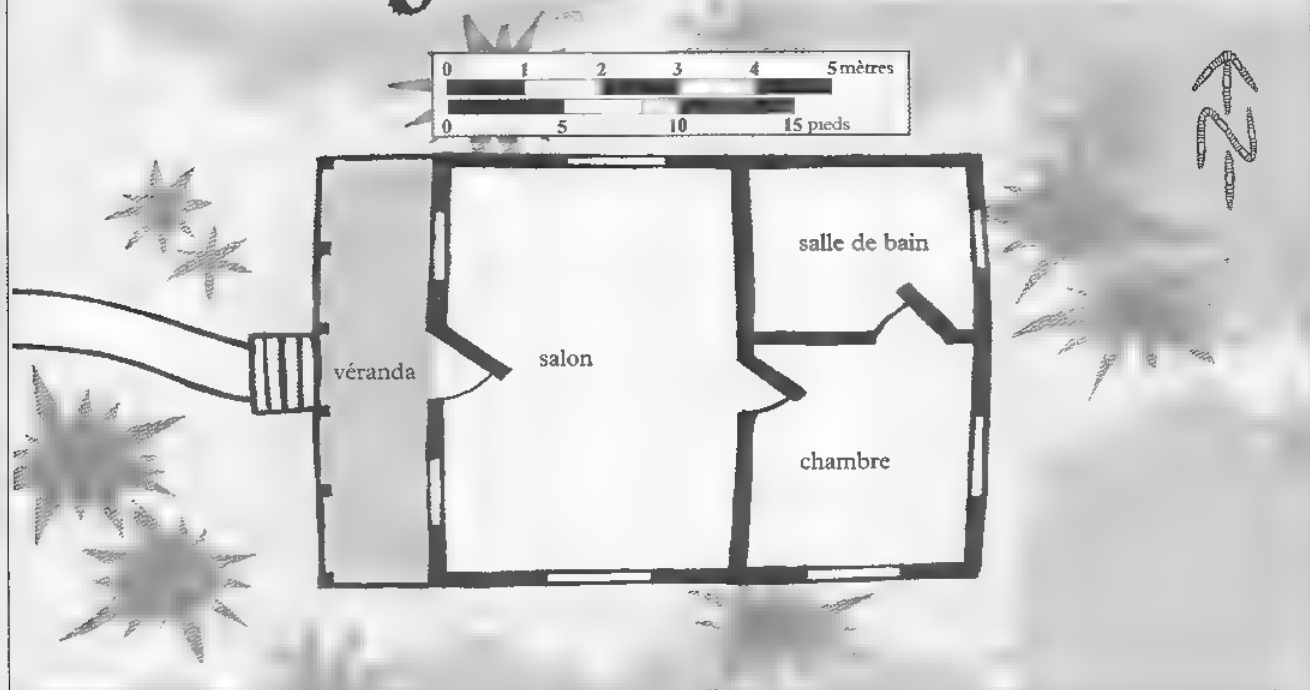 0 1 2 3 4 5 mètres
0 5 10 15 pieds
N
salle de bain
véranda
salon
chambre